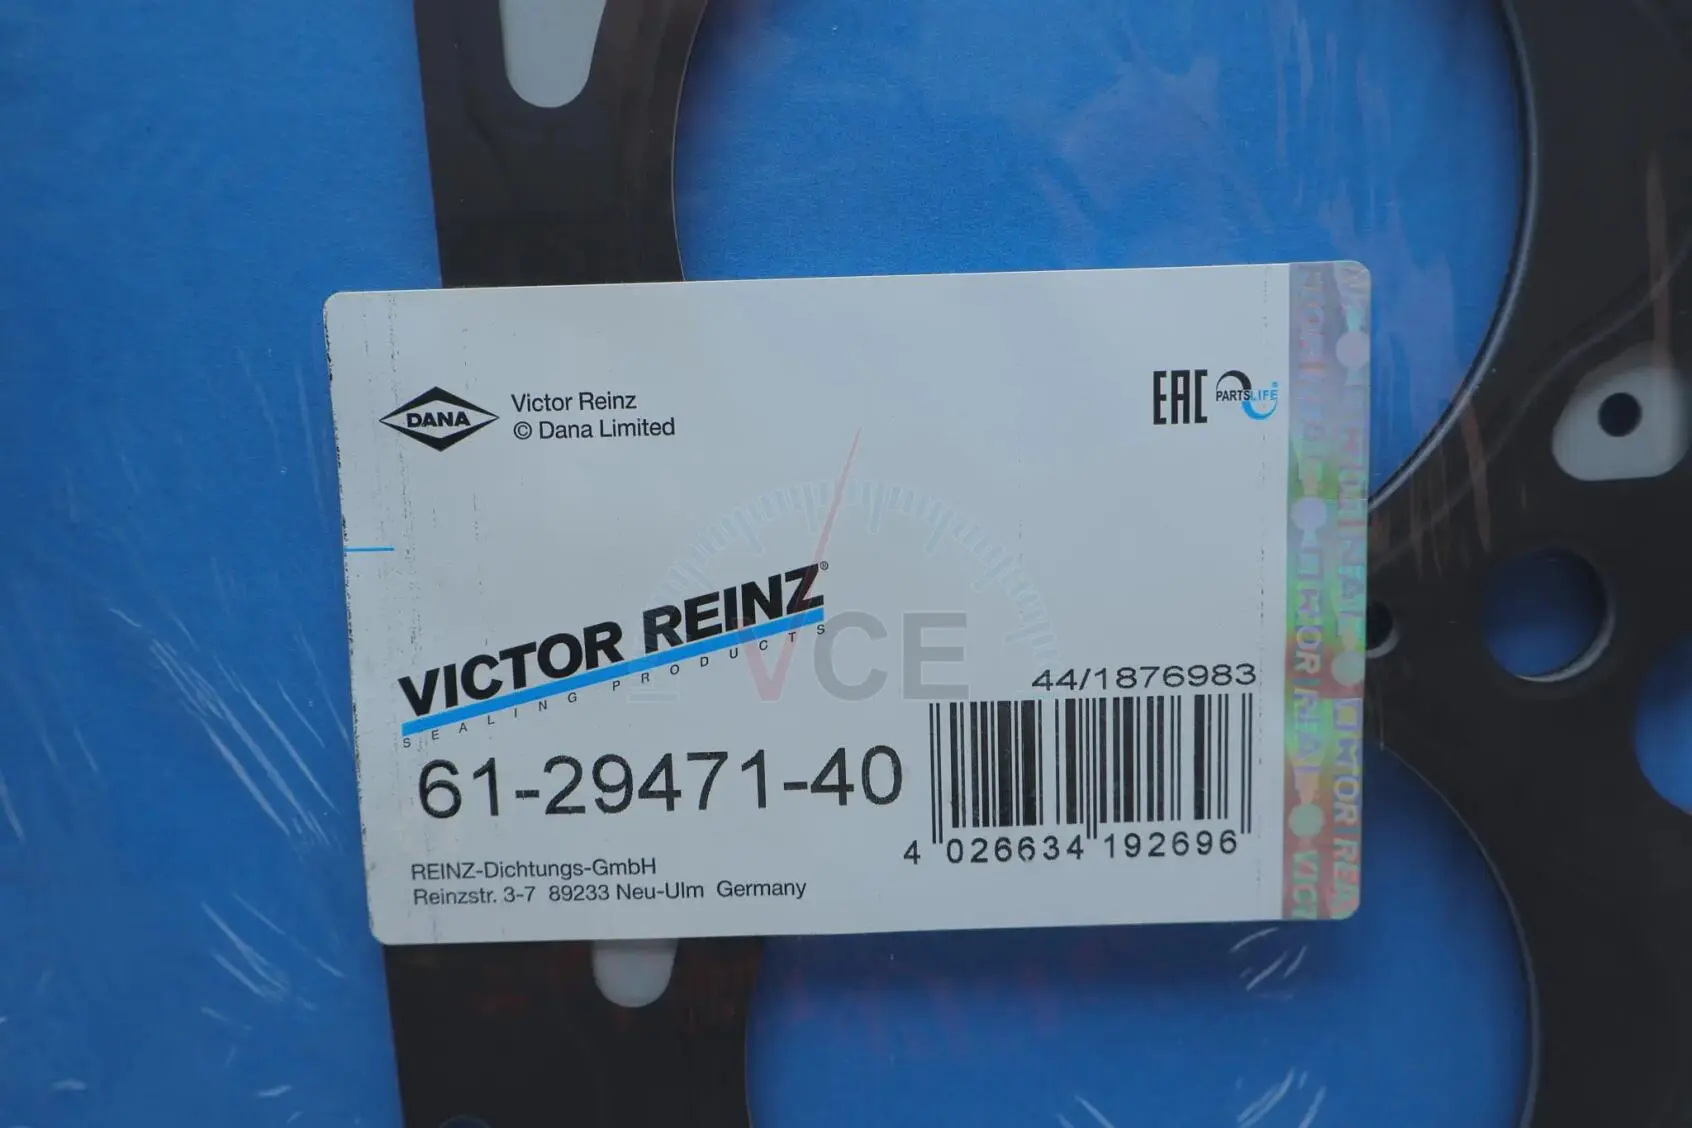 DANA
Victor Reinz
© Dana Limited
EAC
PARTSLIFE®
VICTOR REINZ®
SEALING PRODUCTS
VCE
44/1876983
61-29471-40
4 026634 192696
REINZ-Dichtungs-GmbH
Reinzstr. 3-7 89233 Neu-Ulm Germany